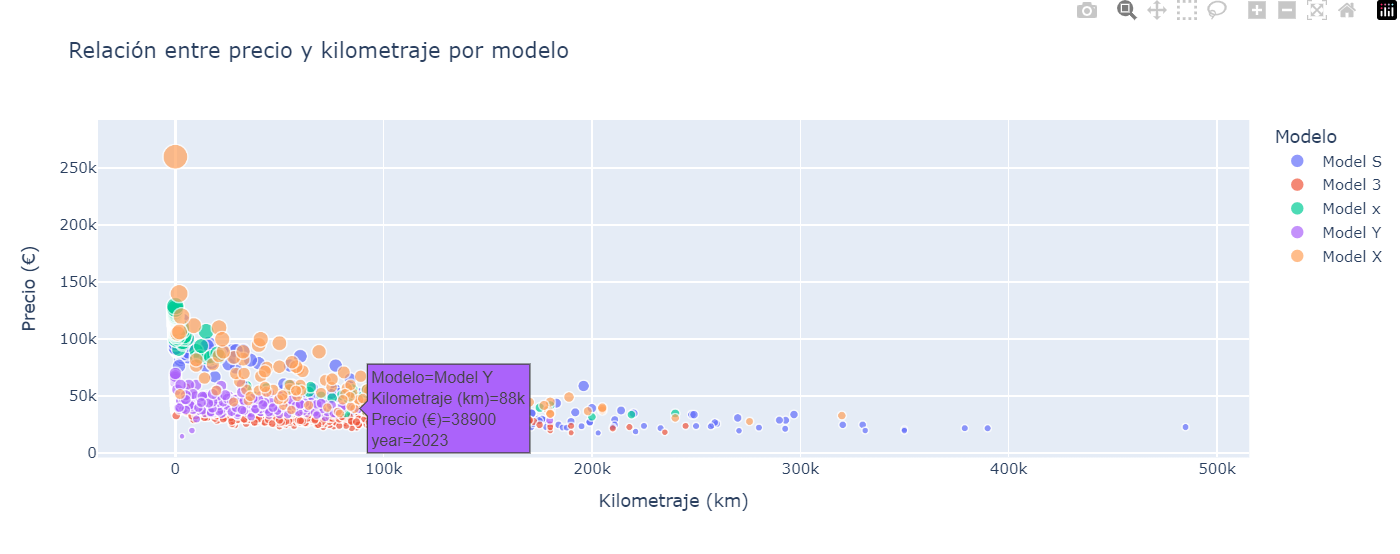 Relación entre precio y kilometraje por modelo
Modelo
Model S
Model 3
Model x
Model Y
Model X
Precio (€)
250k
200k
150k
100k
50k
0
Modelo=Model Y
Kilometraje (km)=88k
Precio (€)=38900
year=2023
0
100k
200k
300k
400k
500k
Kilometraje (km)